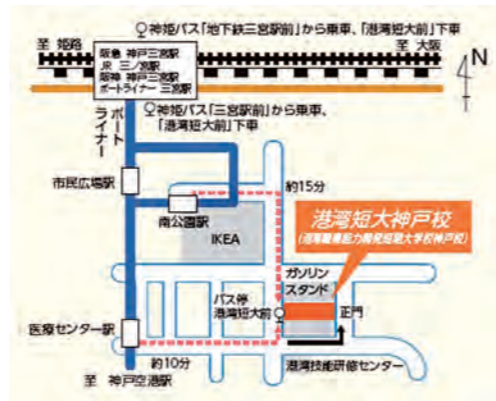 神姫バス「地下鉄三宮駅前」から乗車、「港湾短大前」下車
至 姫路
至 大阪
阪急 神戸三宮駅
JR 三ノ宮駅
阪神 神戸三宮駅
ポートライナー 三宮駅
N
神姫バス「三宮駅前」から乗車、
「港湾短大前」下車
ポートライナー
市民広場駅
約15分
南公園駅
港湾短大神戸校
(港湾職業能力開発短期大学校神戸校)
IKEA
ガソリン
スタンド
バス停
港湾短大前
正門
医療センター駅
約10分
港湾技能研修センター
至 神戸空港駅